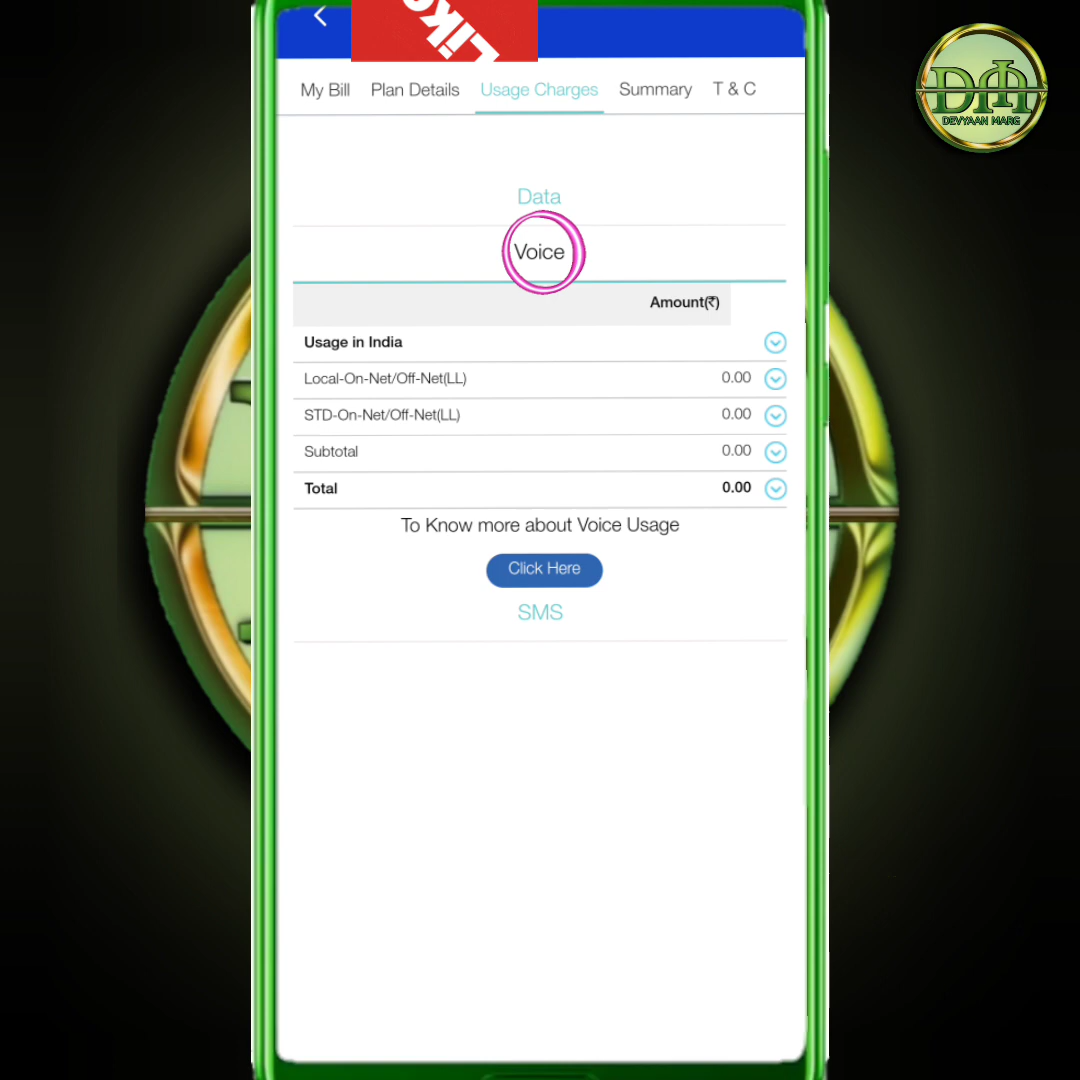 Like
My Bill Plan Details Usage Charges Summary T & C
DEVYAAN MARG
Data
Voice
Amount(₹)
Usage in India
Local-On-Net/Off-Net(LL) 0.00
STD-On-Net/Off-Net(LL) 0.00
Subtotal 0.00
Total 0.00
To Know more about Voice Usage
Click Here
SMS